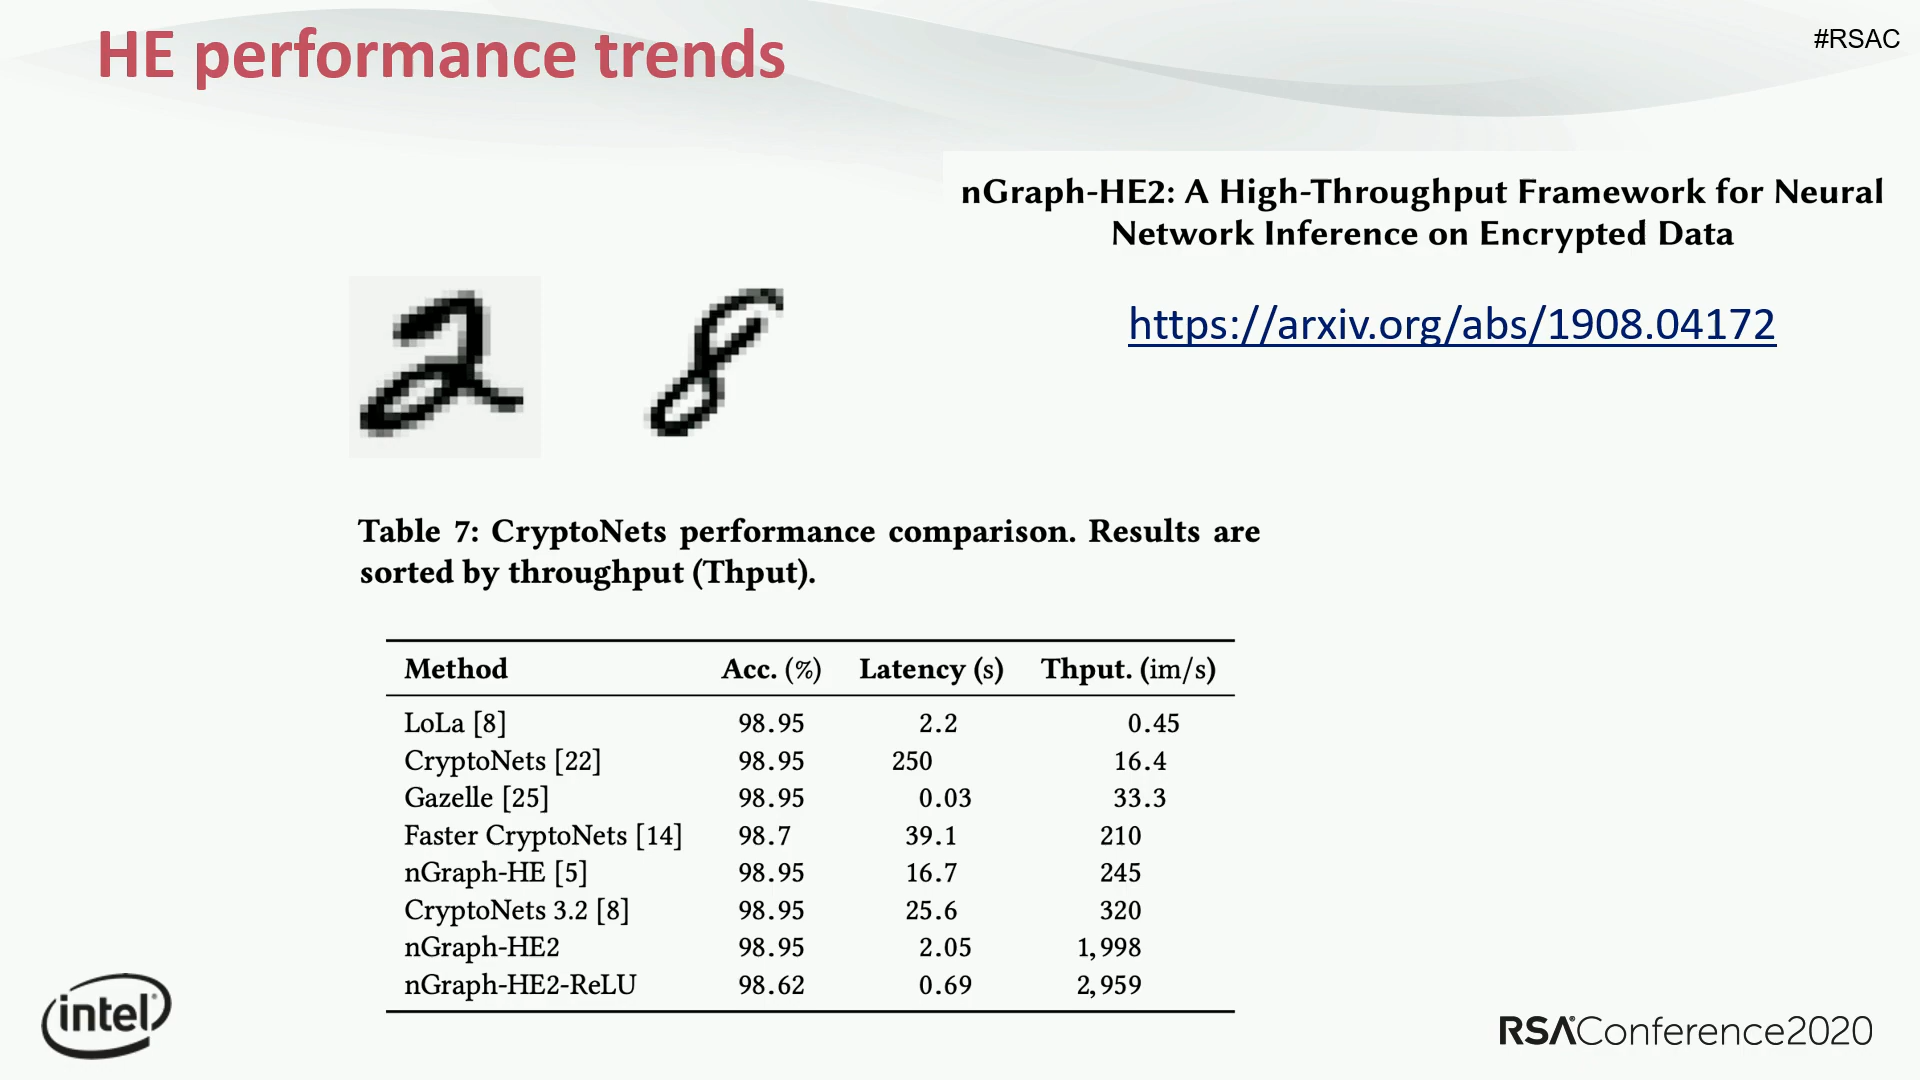 HE performance trends
#RSAC
nGraph-HE2: A High-Throughput Framework for Neural
Network Inference on Encrypted Data
https://arxiv.org/abs/1908.04172
2 8
Table 7: CryptoNets performance comparison. Results are
sorted by throughput (Thput).
Method Acc. (%) Latency (s) Thput. (im/s)
LoLa [8] 98.95 2.2 0.45
CryptoNets [22] 98.95 250 16.4
Gazelle [25] 98.95 0.03 33.3
Faster CryptoNets [14] 98.7 39.1 210
nGraph-HE [5] 98.95 16.7 245
CryptoNets 3.2 [8] 98.95 25.6 320
nGraph-HE2 98.95 2.05 1,998
nGraph-HE2-ReLU 98.62 0.69 2,959
intel®
RSA®Conference2020